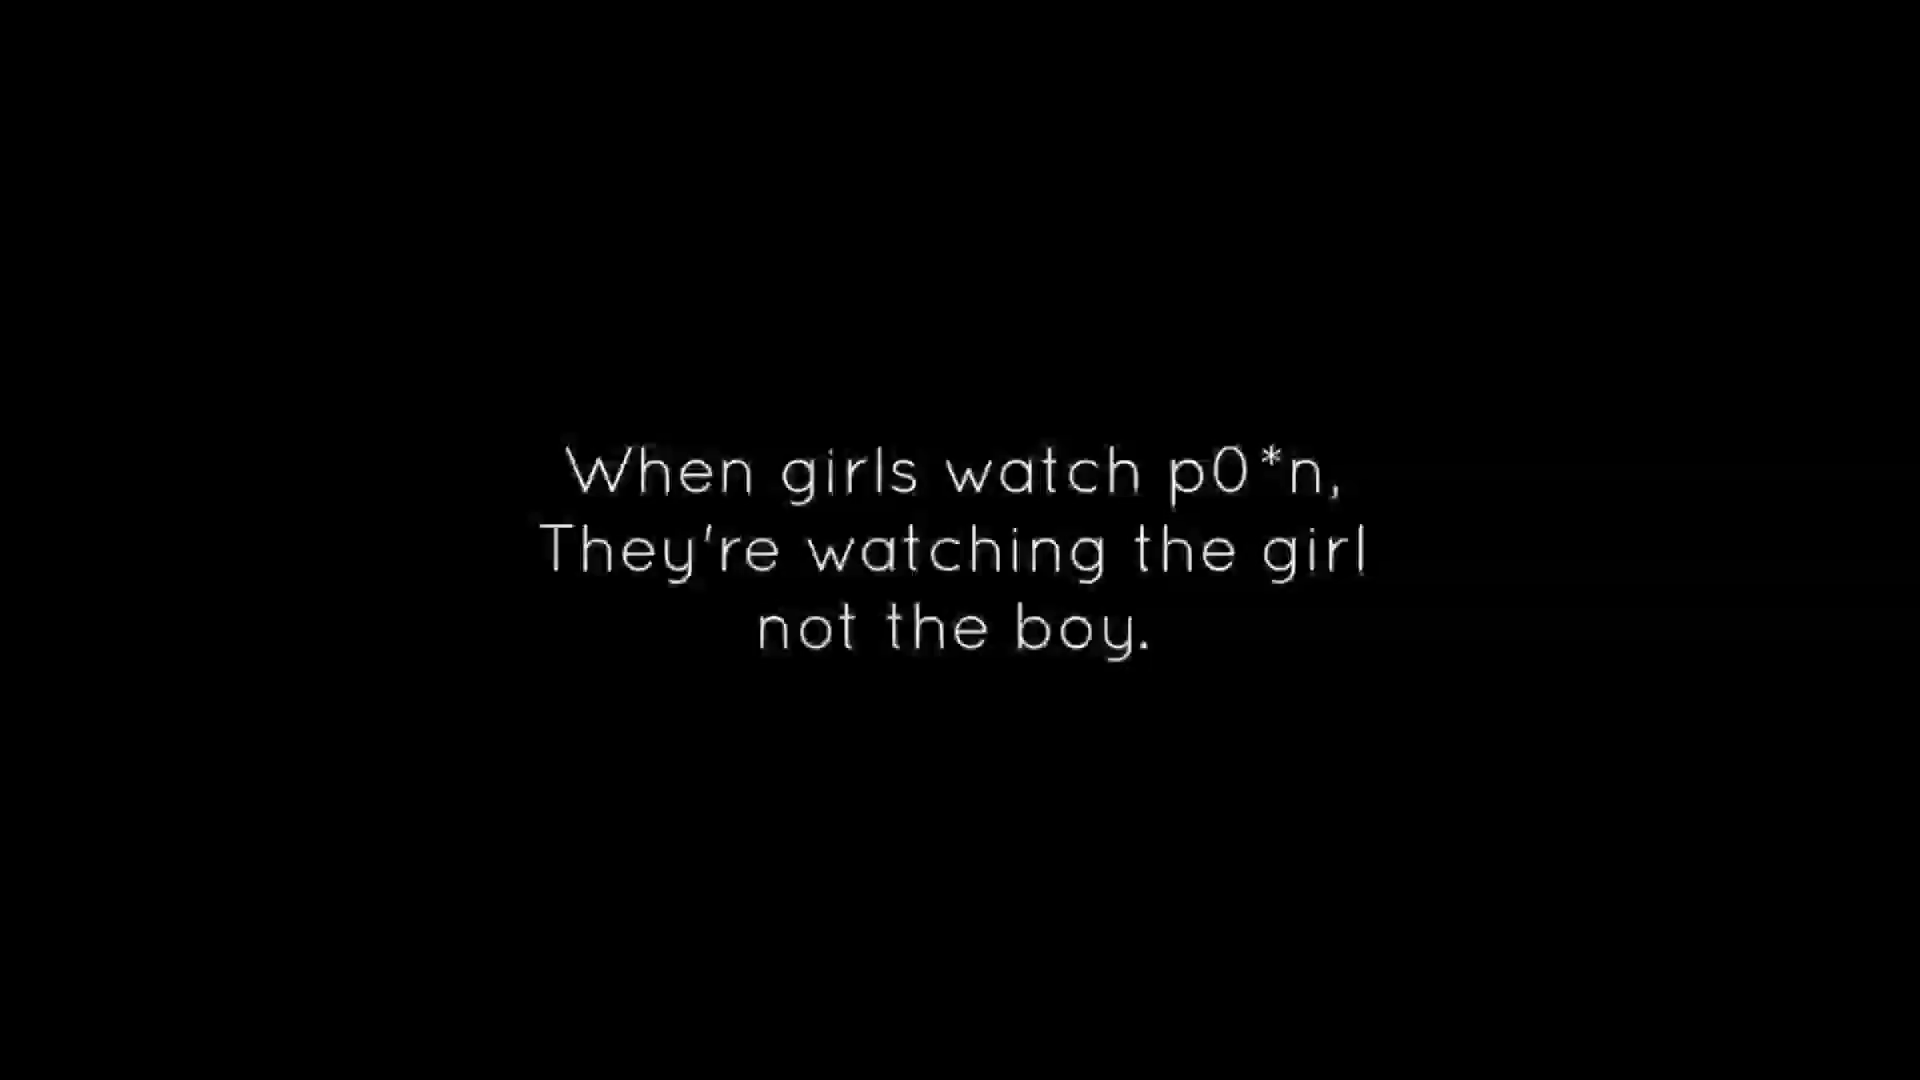 When girls watch p0*n,
They're watching the girl
not the boy.